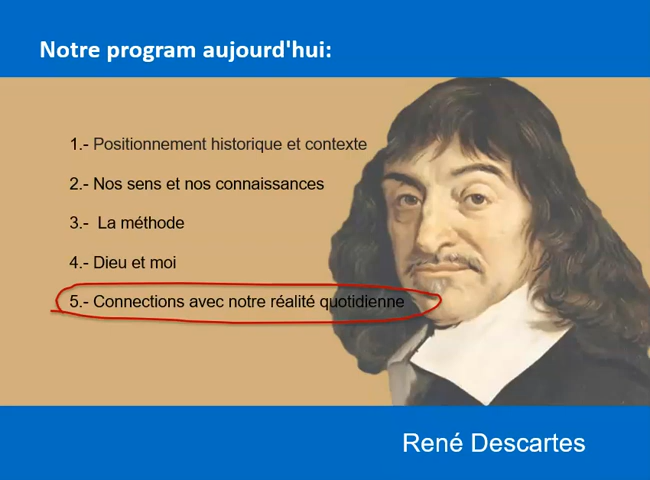 Notre program aujourd'hui:
1.- Positionnement historique et contexte
2.- Nos sens et nos connaissances
3.- La méthode
4.- Dieu et moi
5.- Connections avec notre réalité quotidienne
René Descartes